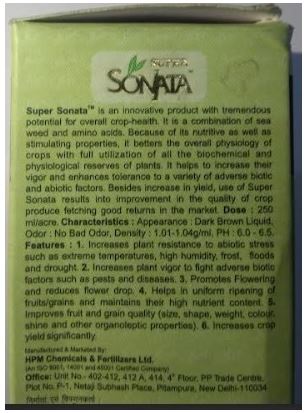 SUPER
SONATA
Super Sonata™ is an innovative product with tremendous
potential for overall crop-health. It is a combination of sea
weed and amino acids. Because of its nutritive as well as
stimulating properties, it betters the overall physiology of
crops with full utilization of all the biochemical and
physiological reserves of plants. It helps to increase their
vigor and enhances tolerance to a variety of adverse biotic
and abiotic factors. Besides increase in yield, use of Super
Sonata results into improvement in the quality of crop
produce fetching good returns in the market. Dose : 250
ml/acre. Characteristics : Appearance : Dark Brown Liquid,
Odor : No Bad Odor, Density : 1.01-1.04g/ml, PH : 6.0 - 6.5.
Features : 1. Increases plant resistance to abiotic stress
such as extreme temperatures, high humidity, frost, floods
and drought. 2. Increases plant vigor to fight adverse biotic
factors such as pests and diseases. 3. Promotes Flowering
and reduces flower drop. 4. Helps in uniform ripening of
fruits/grains and maintains their high nutrient content. 5.
Improves fruit and grain quality (size, shape, weight, colour,
shine and other organoleptic properties). 6. Increases crop
yield significantly.
Manufactured & Marketed By:
HPM Chemicals & Fertilizers Ltd.
(An ISO 9001, 14001 and 45001 Certified Company)
Office: Unit No.- 402-412, 412 A, 414, 4th Floor, PP Trade Centre,
Plot No. P-1, Netaji Subhash Place, Pitampura, New Delhi-110034
निर्माता एवं विपणनकर्ता